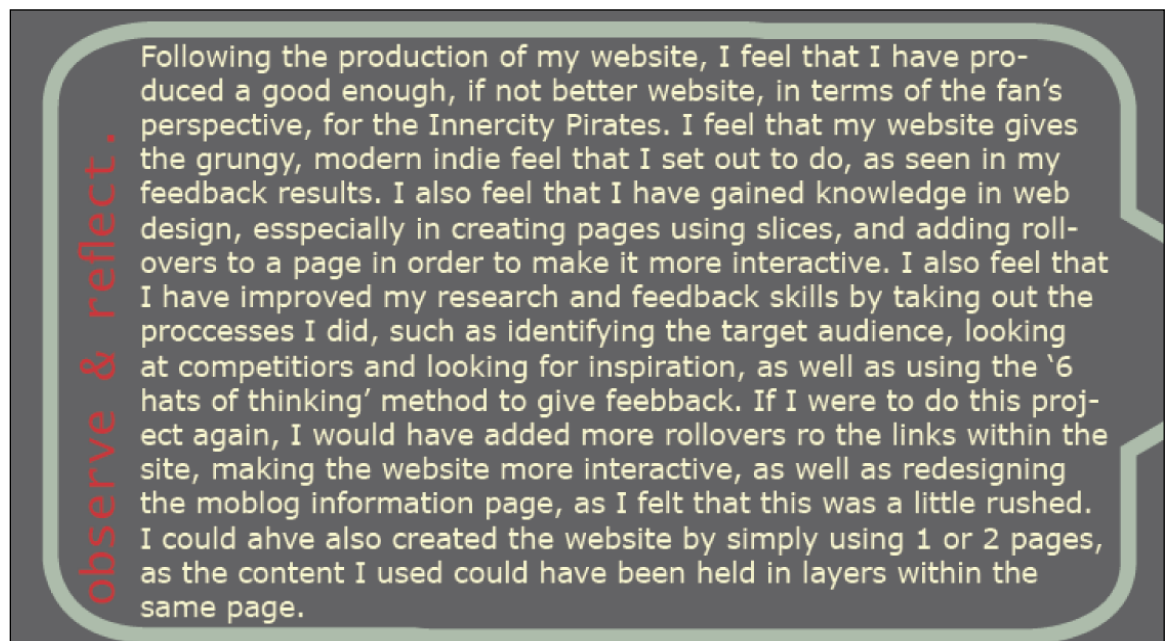 observe & reflect.
Following the production of my website, I feel that I have pro-
duced a good enough, if not better website, in terms of the fan's
perspective, for the Innercity Pirates. I feel that my website gives
the grungy, modern indie feel that I set out to do, as seen in my
feedback results. I also feel that I have gained knowledge in web
design, esspecially in creating pages using slices, and adding roll-
overs to a page in order to make it more interactive. I also feel that
I have improved my research and feedback skills by taking out the
proccesses I did, such as identifying the target audience, looking
at competitiors and looking for inspiration, as well as using the ‘6
hats of thinking’ method to give feebback. If I were to do this proj-
ect again, I would have added more rollovers ro the links within the
site, making the website more interactive, as well as redesigning
the moblog information page, as I felt that this was a little rushed.
I could ahve also created the website by simply using 1 or 2 pages,
as the content I used could have been held in layers within the
same page.